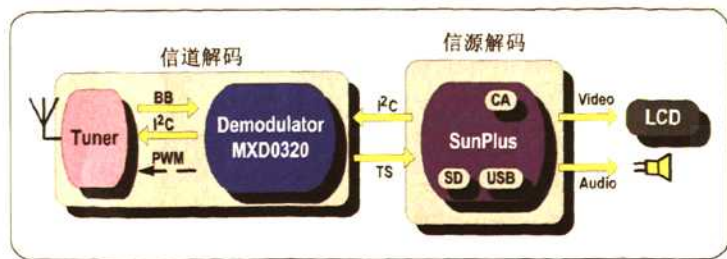 信道解码
信源解码
Tuner
BB
I²C
PWM
Demodulator
MXD0320
I²C
TS
CA
SunPlus
SD
USB
Video
Audio
LCD